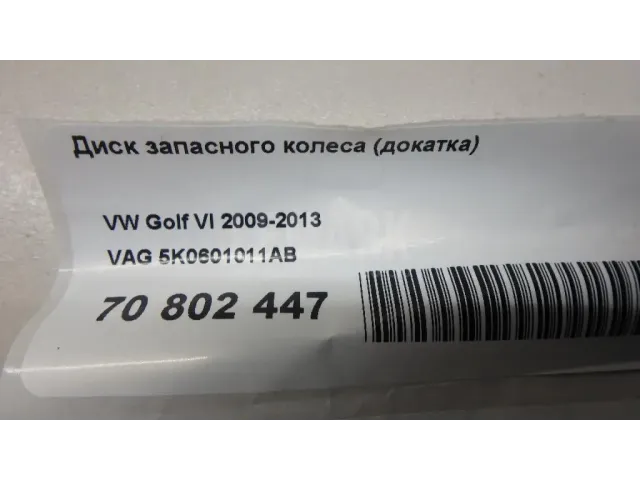 Диск запасного колеса (докатка)
VW Golf VI 2009-2013
VAG 5K0601011AB
70 802 447